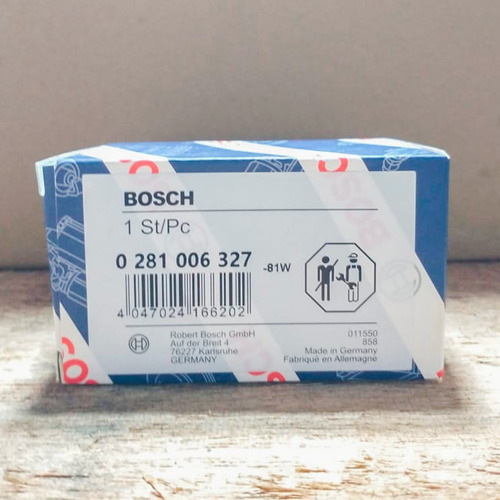 BOSCH
1 St/Pc
0 281 006 327
-81W
4 047024 166202
Robert Bosch GmbH
Auf der Breit 4
76227 Karlsruhe
GERMANY
011550
858
Made in Germany
Fabriqué en Allemagne